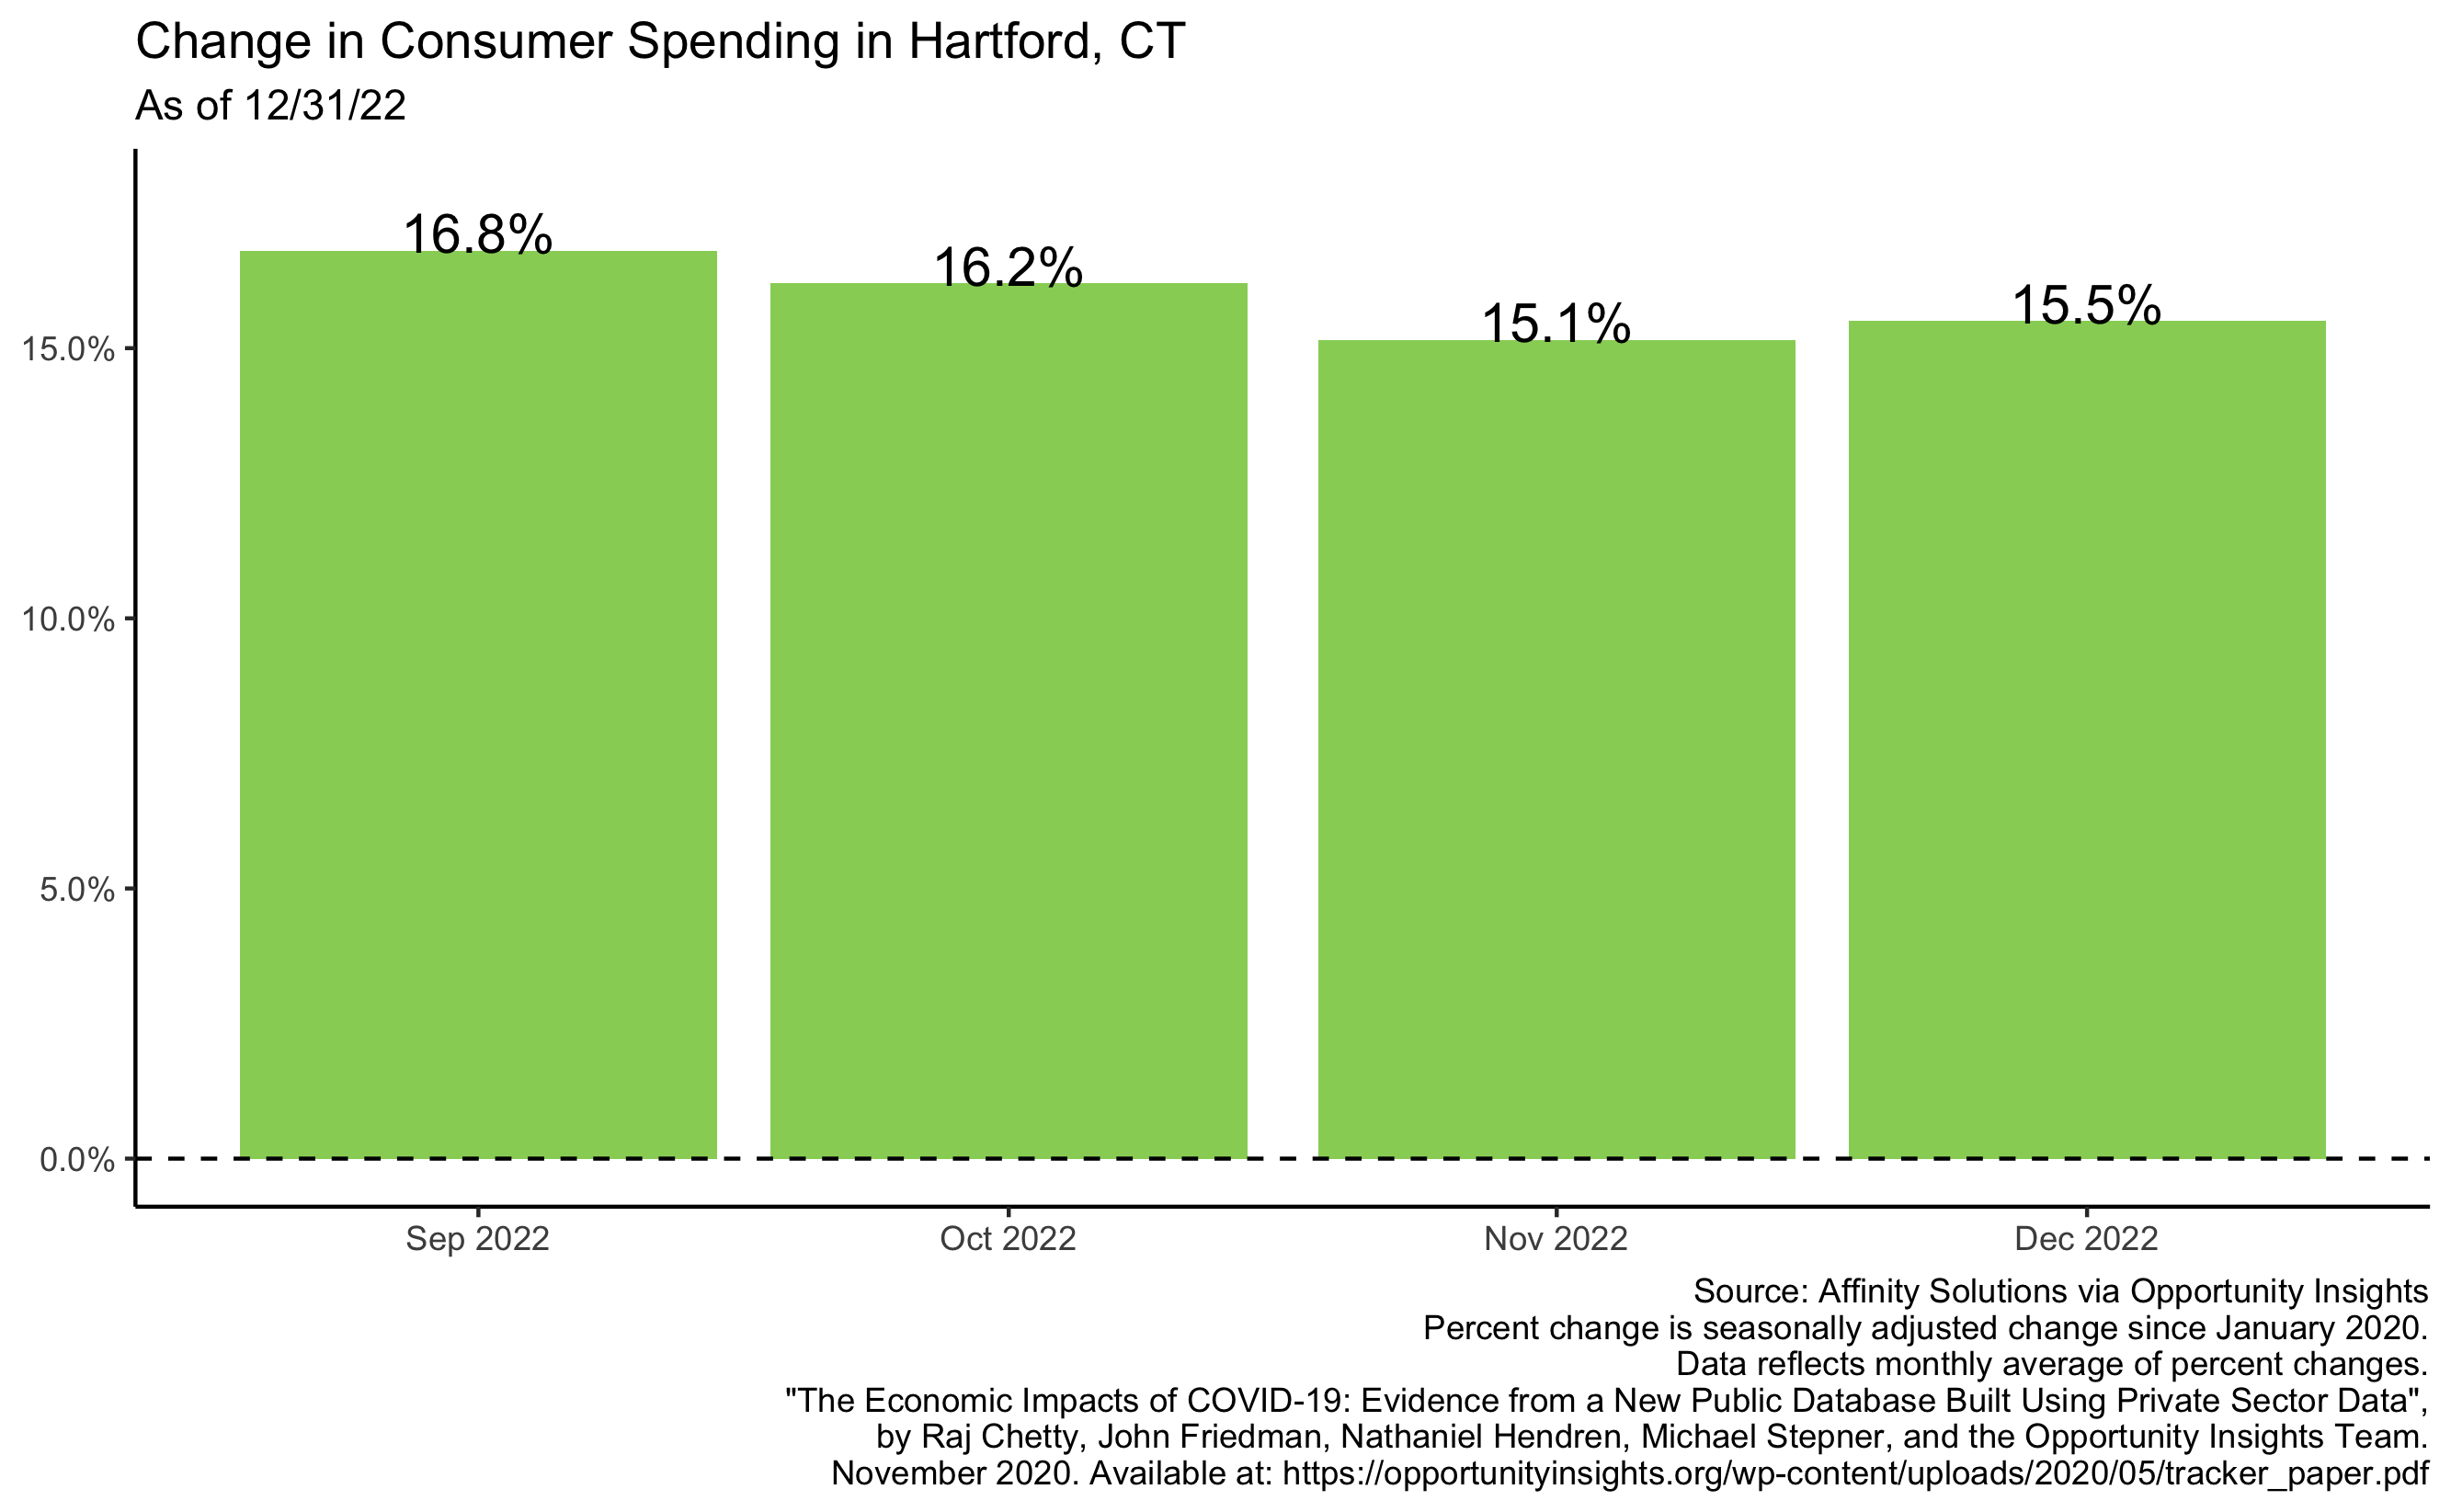 Change in Consumer Spending in Hartford, CT
As of 12/31/22
16.8%
16.2%
15.1%
15.5%
15.0%
10.0%
5.0%
0.0%
Sep 2022
Oct 2022
Nov 2022
Dec 2022
Source: Affinity Solutions via Opportunity Insights
Percent change is seasonally adjusted change since January 2020.
Data reflects monthly average of percent changes.
"The Economic Impacts of COVID-19: Evidence from a New Public Database Built Using Private Sector Data",
by Raj Chetty, John Friedman, Nathaniel Hendren, Michael Stepner, and the Opportunity Insights Team.
November 2020. Available at: https://opportunityinsights.org/wp-content/uploads/2020/05/tracker_paper.pdf